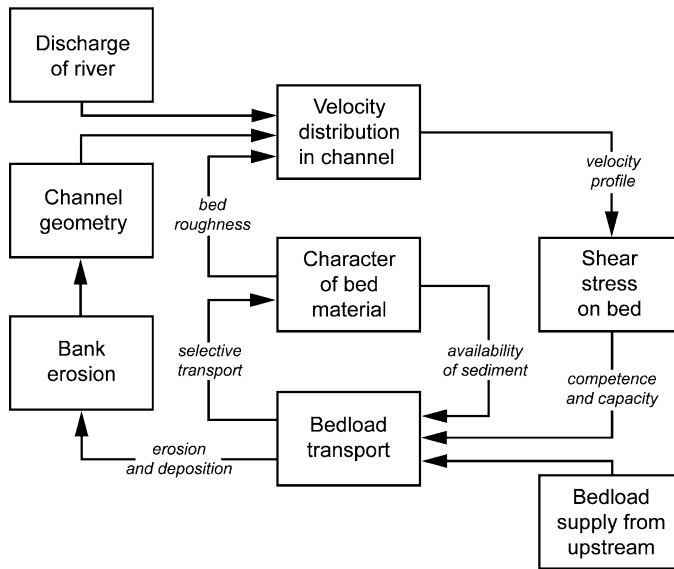 Discharge
of river
Velocity
distribution
in channel
velocity
profile
Channel
geometry
bed
roughness
Character
of bed
material
Shear
stress
on bed
Bank
erosion
selective
transport
availability
of sediment
competence
and capacity
Bedload
transport
erosion
and deposition
Bedload
supply from
upstream